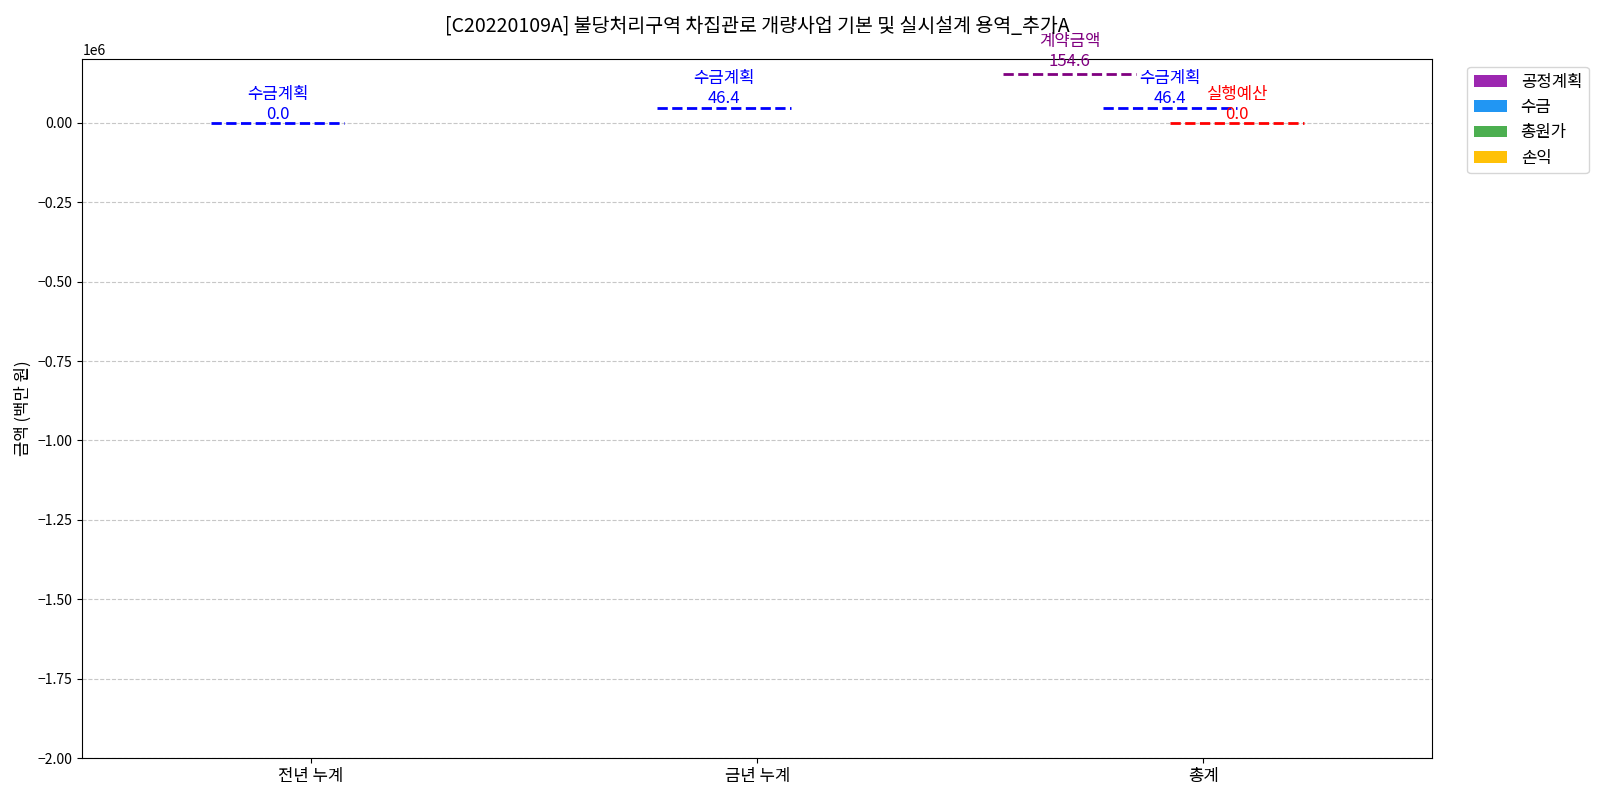 [C20220109A] 불당처리구역 차집관로 개량사업 기본 및 실시설계 용역_추가A
1e6
계약금액
154.6
수금계획
0.0
수금계획
46.4
수금계획
46.4
실행예산
0.0
공정계획
수금
총원가
손익
0.00
−0.25
−0.50
−0.75
−1.00
−1.25
−1.50
−1.75
−2.00
금액 (백만 원)
전년 누계
금년 누계
총계